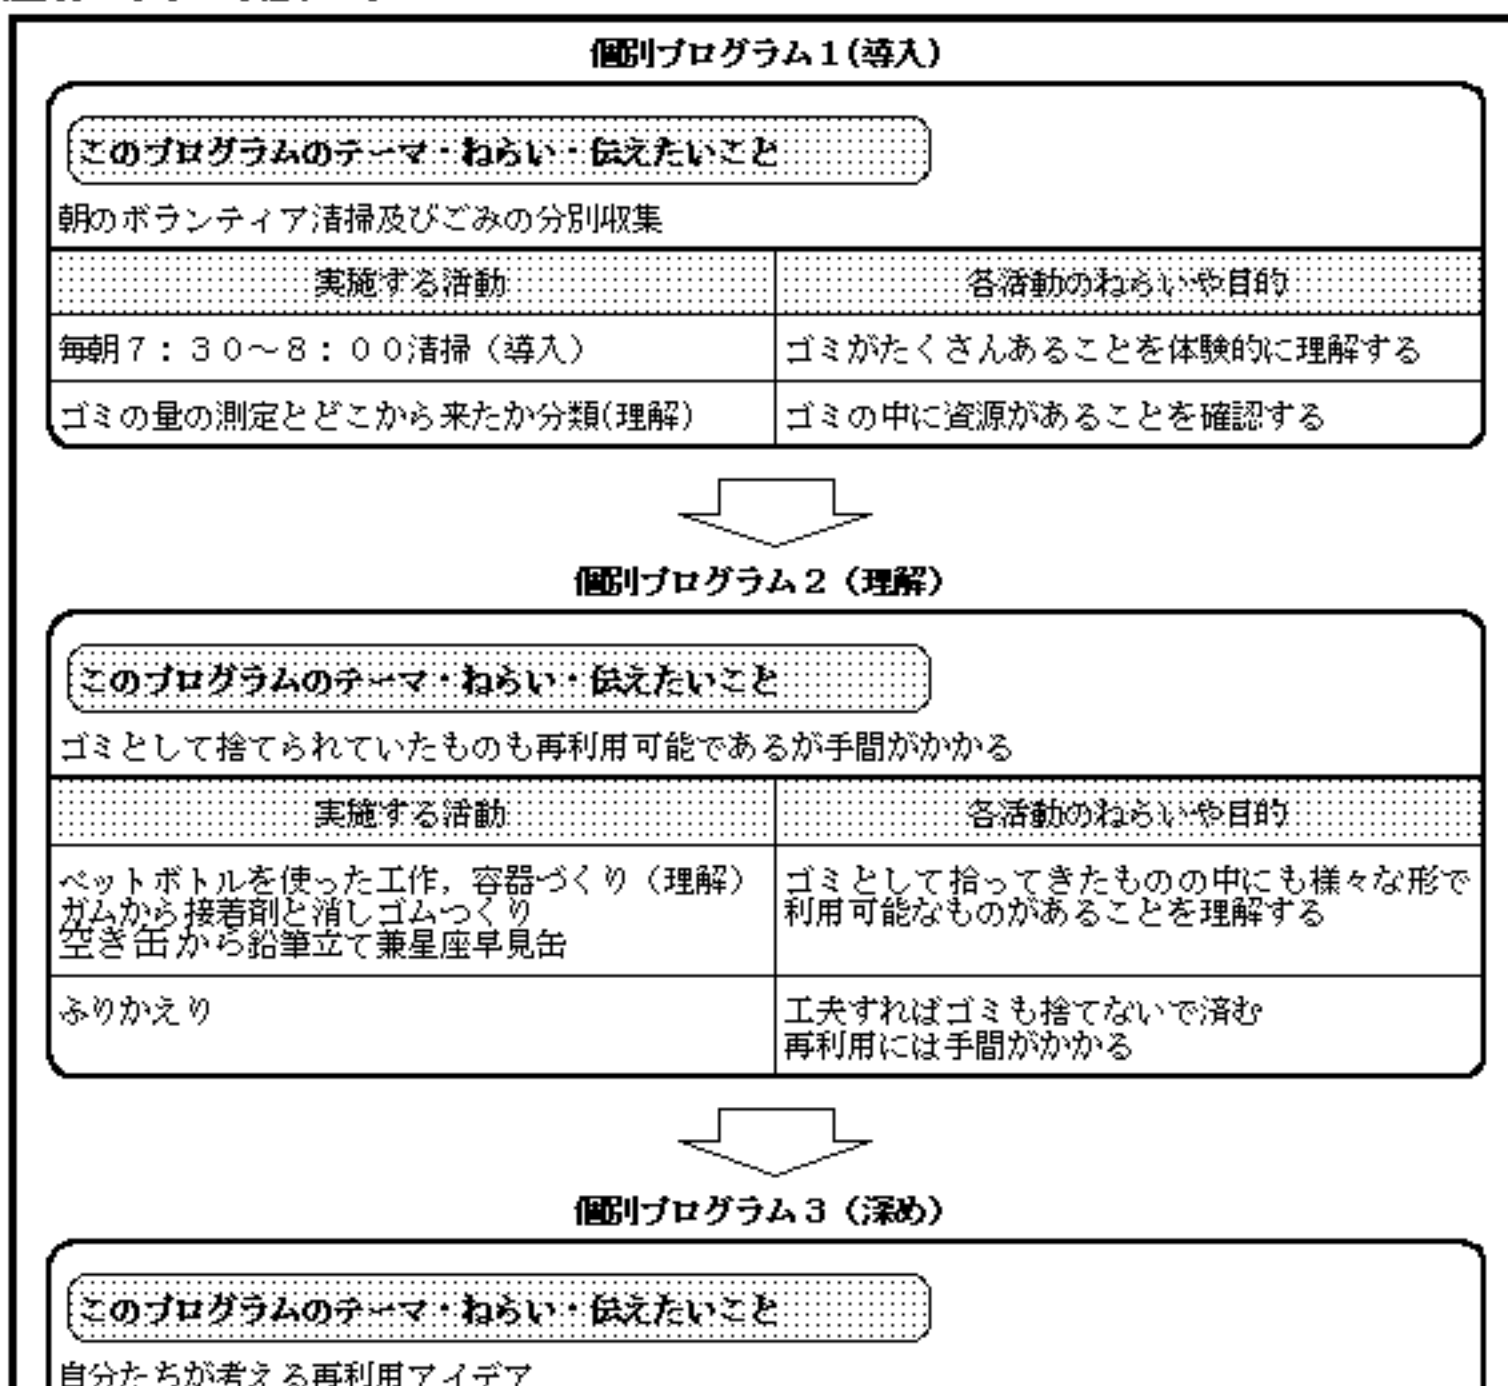 個別プログラム１(導入)
このプログラムのテーマ・ねらい・伝えたいこと
朝のボランティア清掃及びごみの分別収集
実施する活動
各活動のねらいや目的
毎朝７：３０～８：００清掃（導入）
ゴミがたくさんあることを体験的に理解する
ゴミの量の測定とどこから来たか分類(理解)
ゴミの中に資源があることを確認する
個別プログラム２（理解）
このプログラムのテーマ・ねらい・伝えたいこと
ゴミとして捨てられていたものも再利用可能であるが手間がかかる
実施する活動
各活動のねらいや目的
ペットボトルを使った工作，容器づくり（理解）
ガムから接着剤と消しゴムつくり
空き缶から鉛筆立て兼星座早見缶
ゴミとして拾ってきたものの中にも様々な形で
利用可能なものがあることを理解する
ふりかえり
工夫すればゴミも捨てないで済む
再利用には手間がかかる
個別プログラム３（深め）
このプログラムのテーマ・ねらい・伝えたいこと
自分たちが考える再利用アイデア